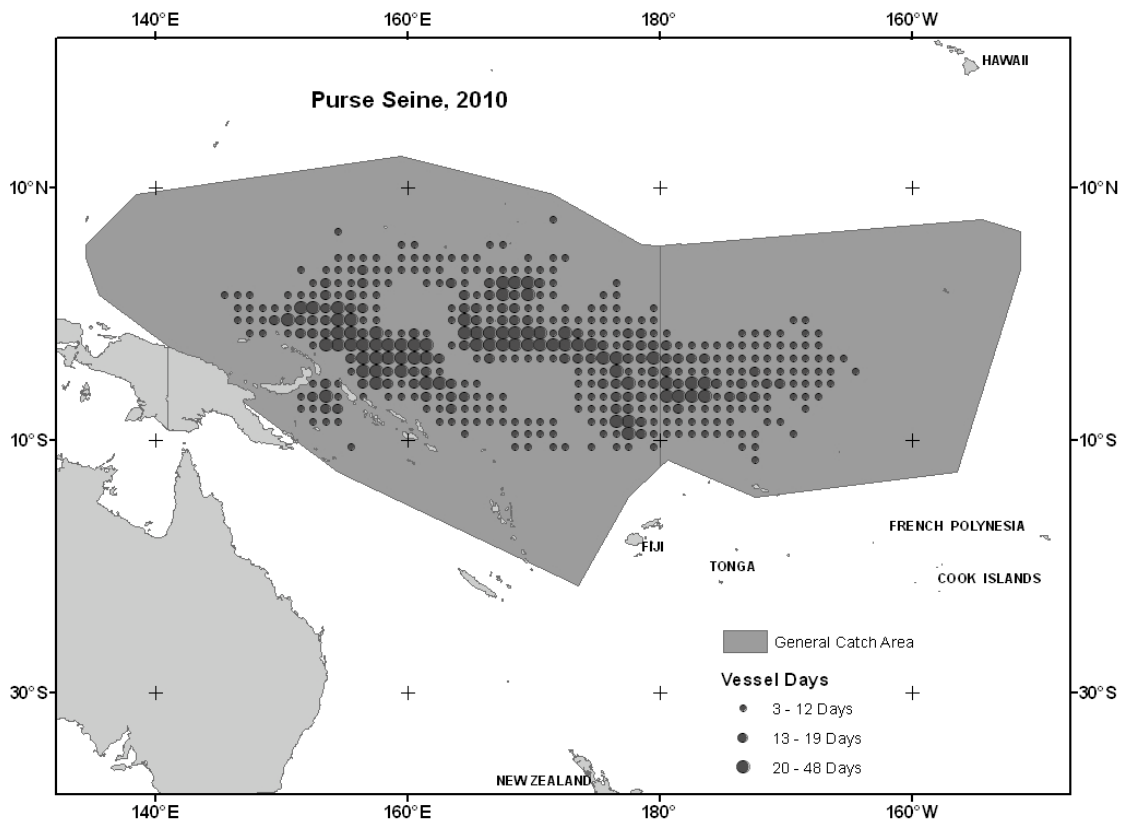 140°E 160°E 180° 160°W
HAWAII
Purse Seine, 2010
10°N 10°N
10°S 10°S
FRENCH POLYNESIA
FIJI
TONGA
COOK ISLANDS
General Catch Area
Vessel Days
30°S 30°S
3 - 12 Days
13 - 19 Days
20 - 48 Days
NEW ZEALAND
140°E 160°E 180° 160°W